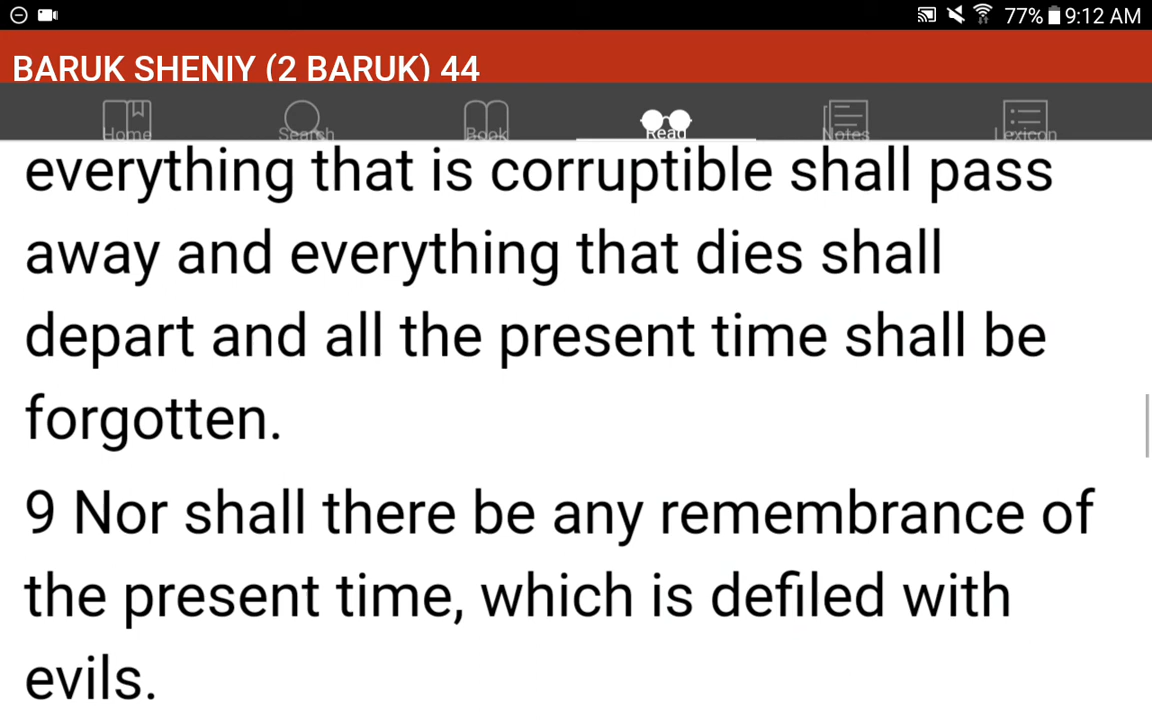 77% 9:12 AM
BARUK SHENIY (2 BARUK) 44
Home Search Book Read Notes Lexicon
everything that is corruptible shall pass
away and everything that dies shall
depart and all the present time shall be
forgotten.
9 Nor shall there be any remembrance of
the present time, which is defiled with
evils.